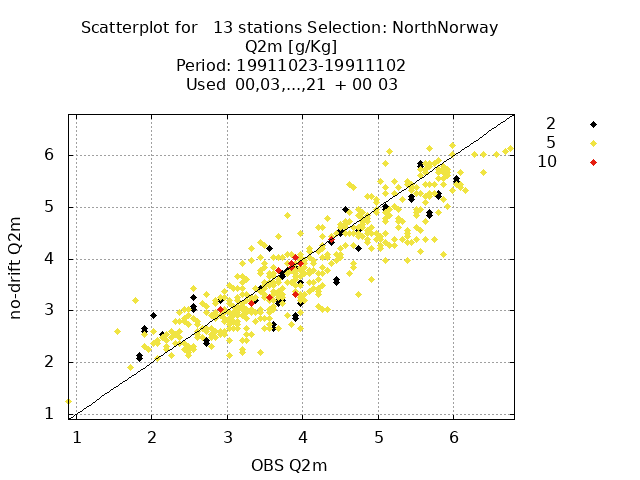 Scatterplot for   13 stations Selection: NorthNorway
Q2m [g/Kg]
Period: 19911023-19911102
Used  00,03,...,21  + 00 03
2
5
10
no-drift Q2m
6
5
4
3
2
1
1 2 3 4 5 6
OBS Q2m